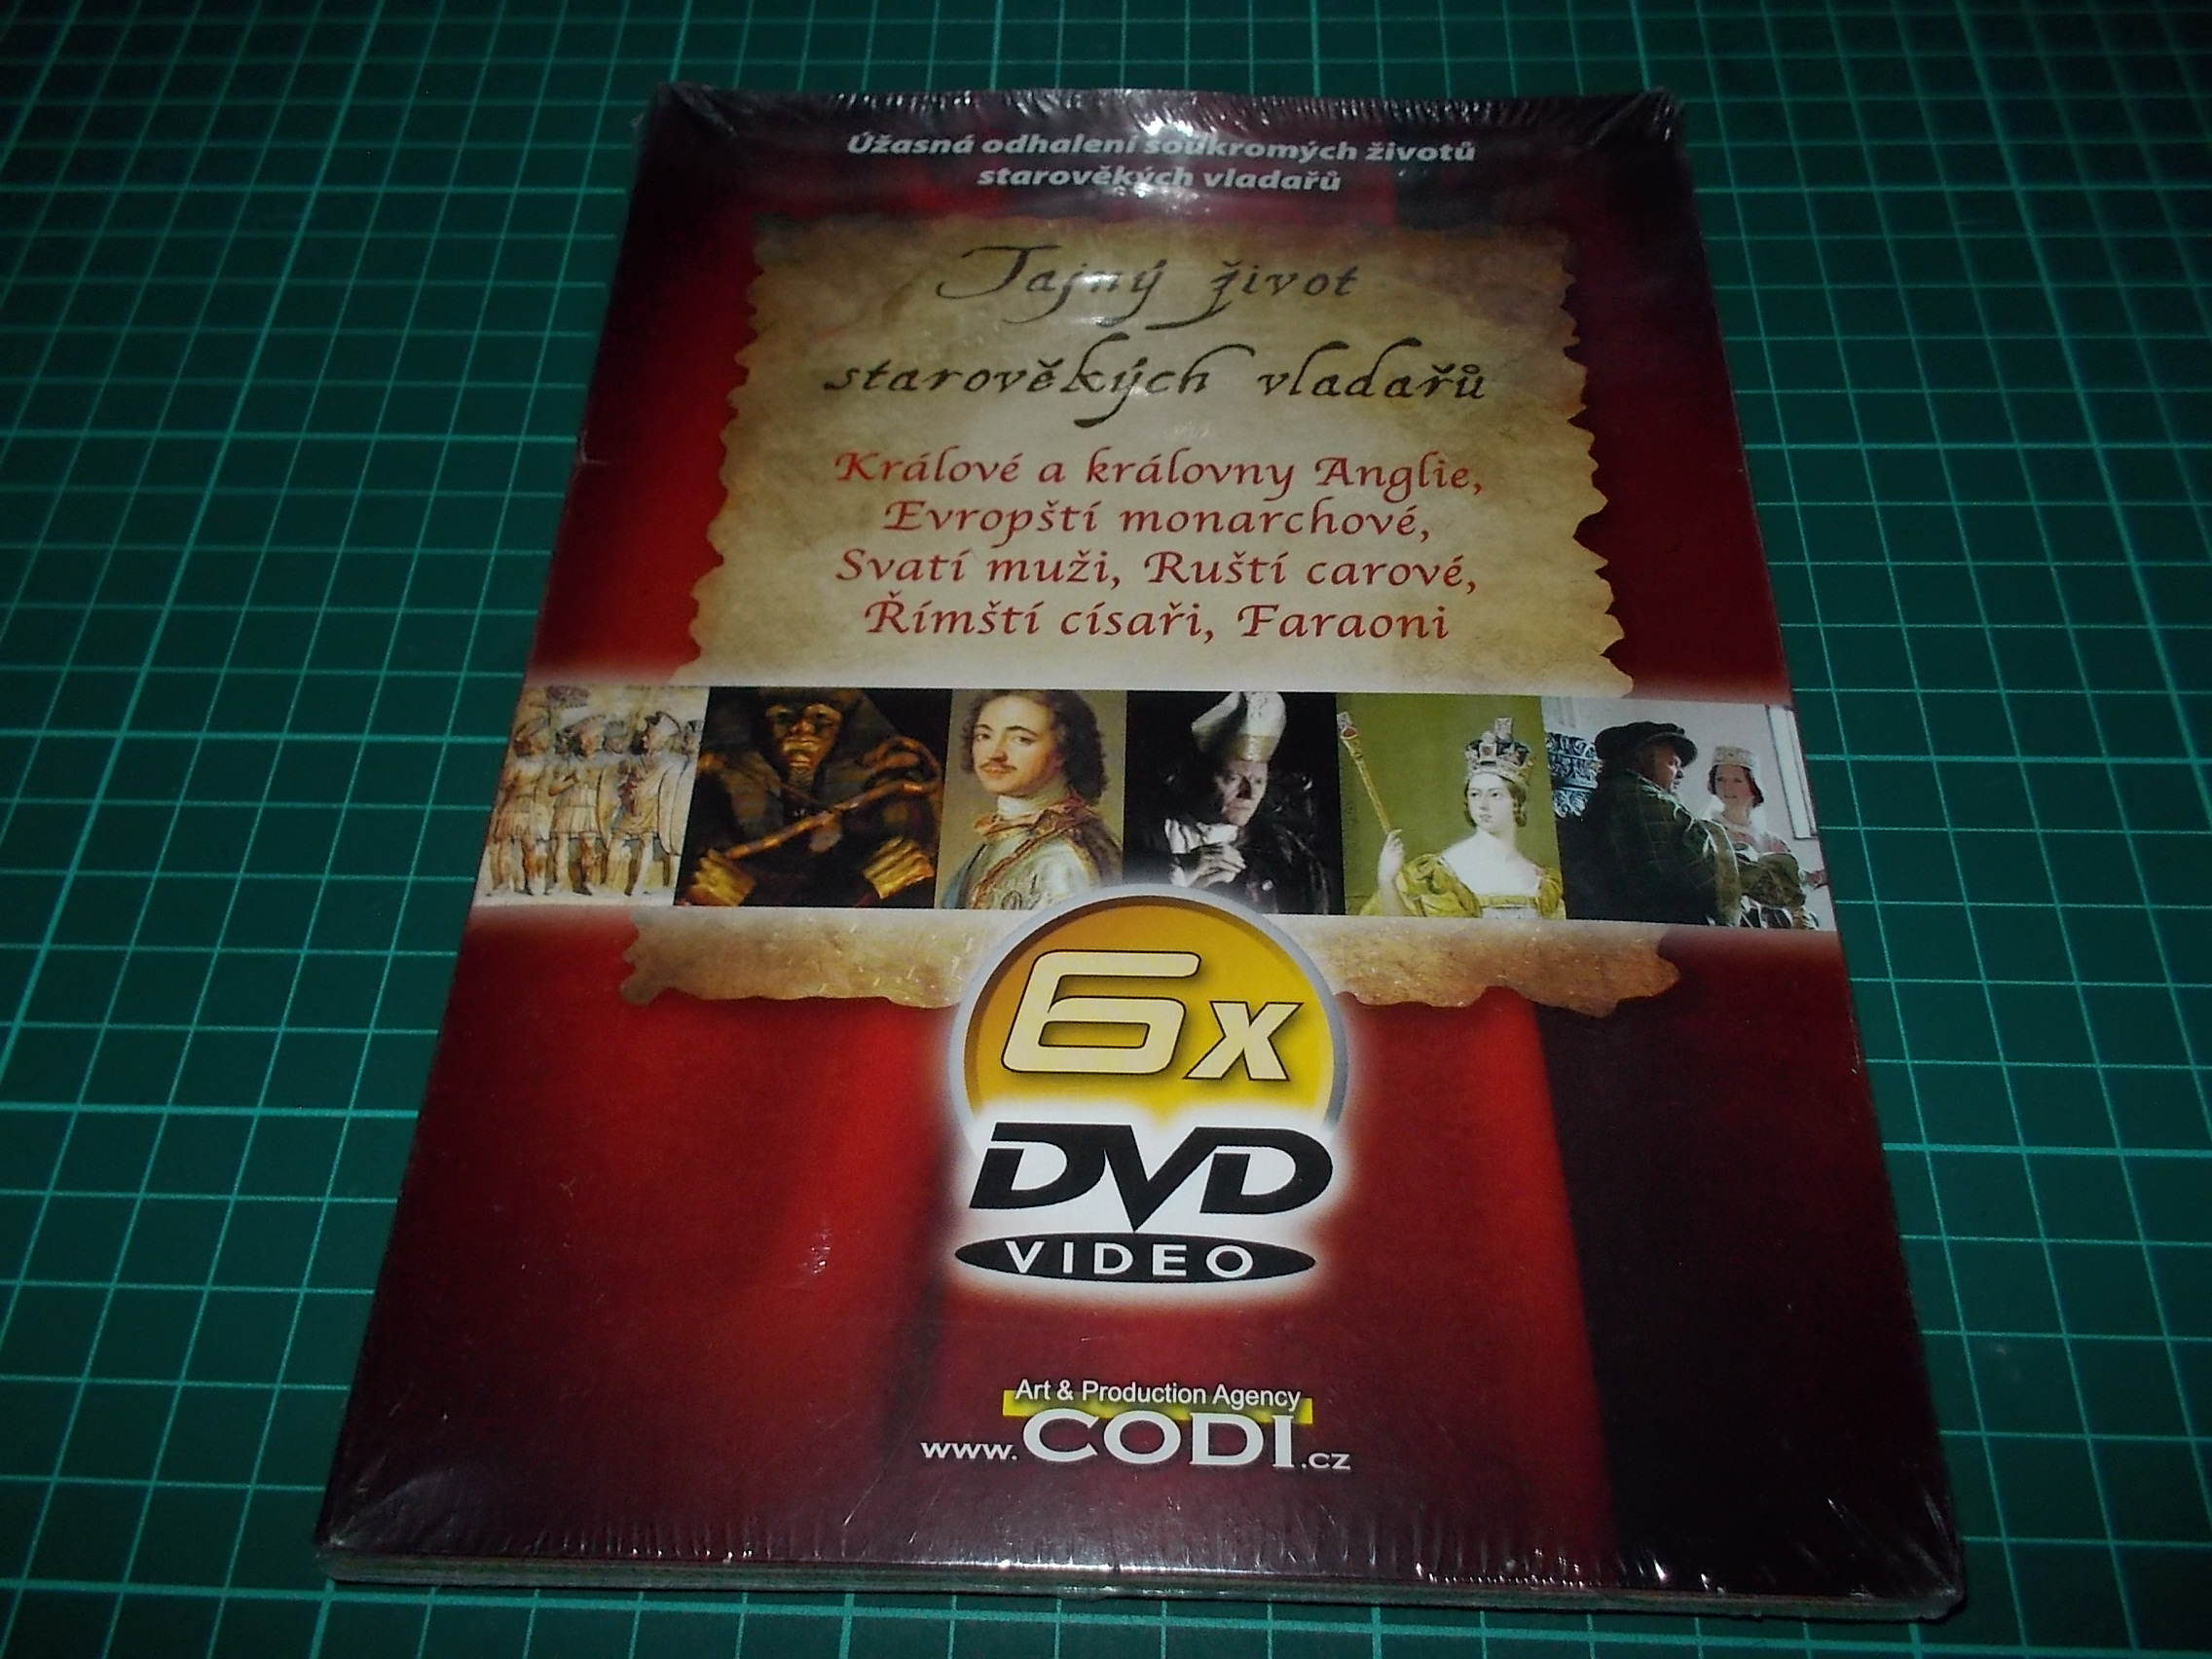 Úžasná odhalení soukromých životů
starověkých vladařů
Tajný život
starověkých vladařů
Králové a královny Anglie,
Evropští monarchové,
Svatí muži, Ruští carové,
Římští císaři, Faraoni
6x
DVD
VIDEO
Art & Production Agency
www.CODI.cz